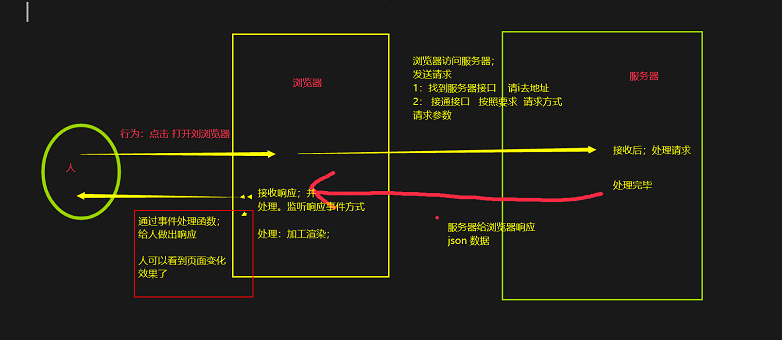 浏览器访问服务器；
发送请求
1：找到服务器接口 请i去地址
2： 接通接口 按照要求 请求方式
请求参数
浏览器
服务器
行为：点击 打开刘浏览器
人
接收后；处理请求
处理完毕
接收响应；并
处理。监听响应事件方式
处理：加工渲染；
通过事件处理函数；
给人做出响应
人可以看到页面变化
效果了
服务器给浏览器响应
json 数据